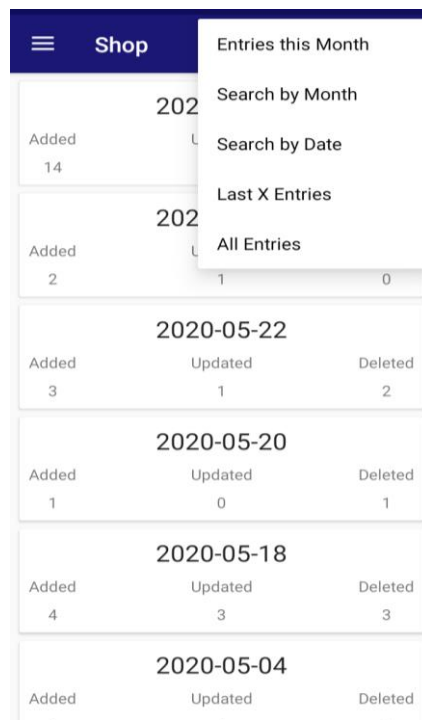 Shop
Entries this Month
Search by Month
Search by Date
Last X Entries
All Entries
202
Added
14
202
Added
2 1 0
2020-05-22
Added Updated Deleted
3 1 2
2020-05-20
Added Updated Deleted
1 0 1
2020-05-18
Added Updated Deleted
4 3 3
2020-05-04
Added Updated Deleted